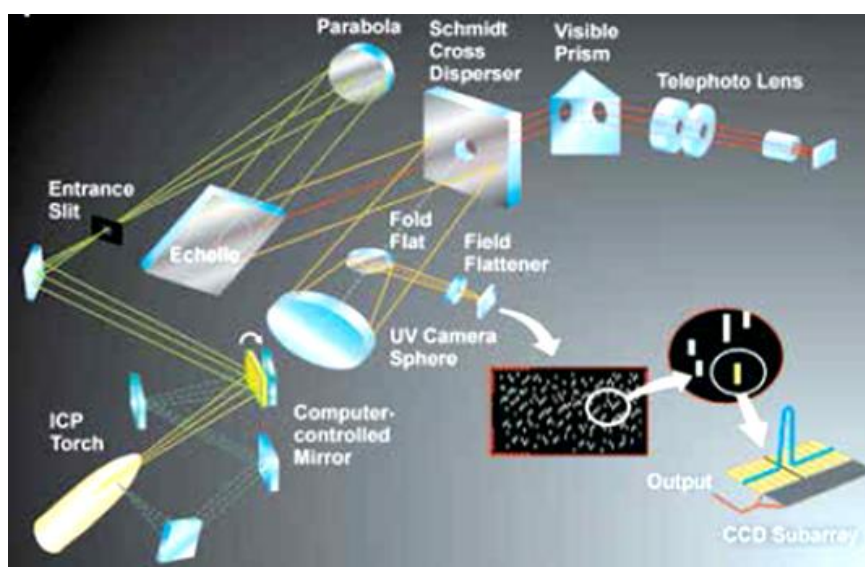 Parabola
Schmidt
Cross
Disperser
Visible
Prism
Telephoto Lens
Entrance
Slit
Echelle
Fold
Flat
Field
Flattener
UV Camera
Sphere
ICP
Torch
Computer-
controlled
Mirror
Output
CCD Subarray